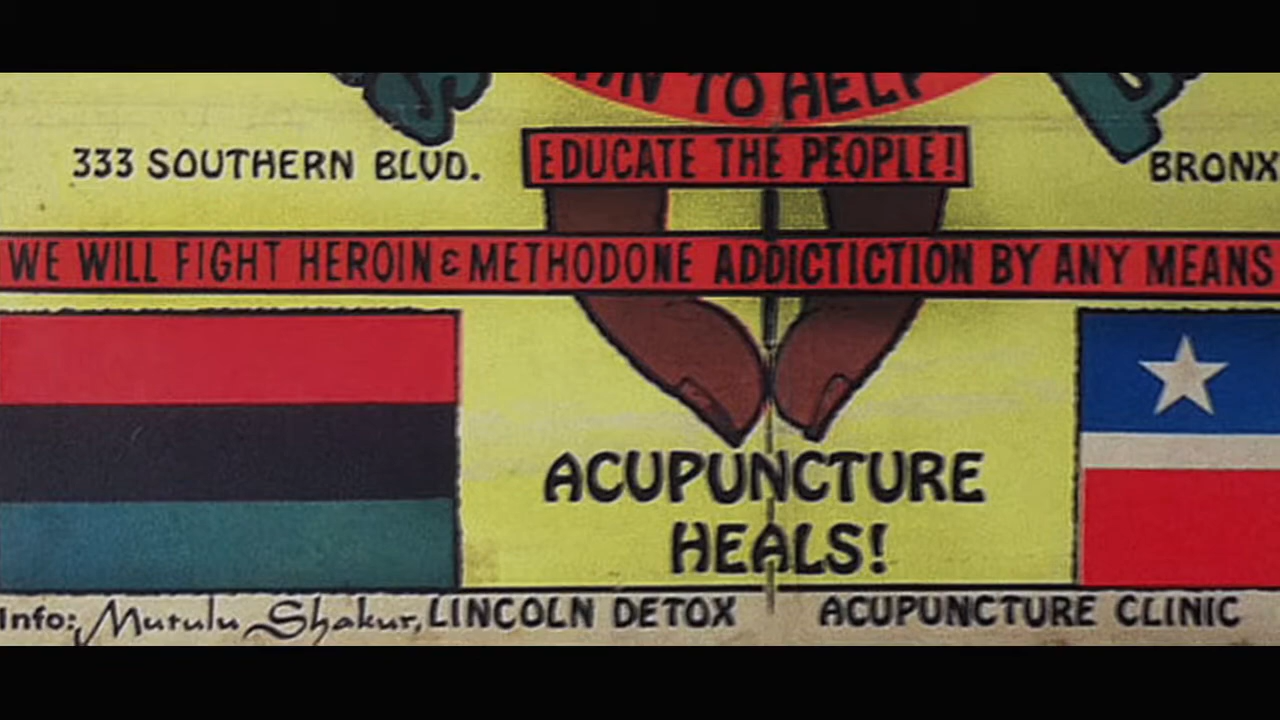 TO HELP
333 SOUTHERN BLVD.
EDUCATE THE PEOPLE!
BRONX
WE WILL FIGHT HEROIN & METHODONE ADDICTICTION BY ANY MEANS
ACUPUNCTURE
HEALS!
Info: Mutulu Shakur, LINCOLN DETOX ACUPUNCTURE CLINIC